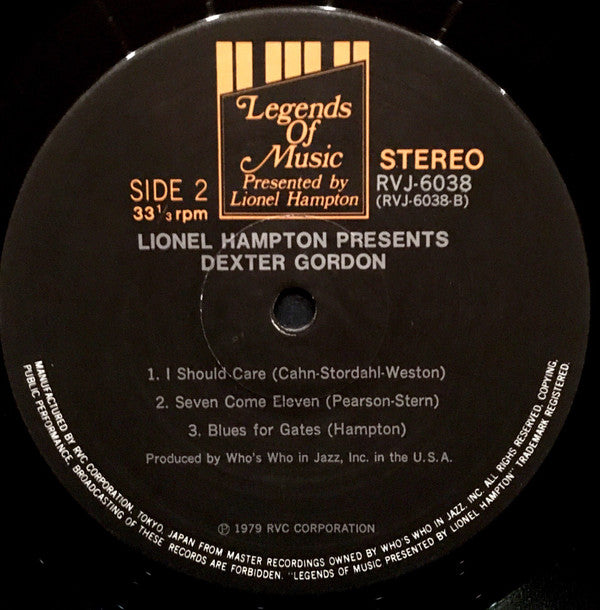 Legends
Of
Music
Presented by
Lionel Hampton
SIDE 2
33 1/3 rpm
STEREO
RVJ-6038
(RVJ-6038-B)
LIONEL HAMPTON PRESENTS
DEXTER GORDON
1. I Should Care (Cahn-Stordahl-Weston)
2. Seven Come Eleven (Pearson-Stern)
3. Blues for Gates (Hampton)
Produced by Who's Who in Jazz, Inc. in the U.S.A.
℗ 1979 RVC CORPORATION
MANUFACTURED BY RVC CORPORATION, TOKYO, JAPAN FROM MASTER RECORDINGS OWNED BY WHO'S WHO IN JAZZ, INC. ALL RIGHTS RESERVED, COPYING,
PUBLIC PERFORMANCE, BROADCASTING OF THESE RECORDS ARE FORBIDDEN. "LEGENDS OF MUSIC PRESENTED BY LIONEL HAMPTON" TRADEMARK REGISTERED.